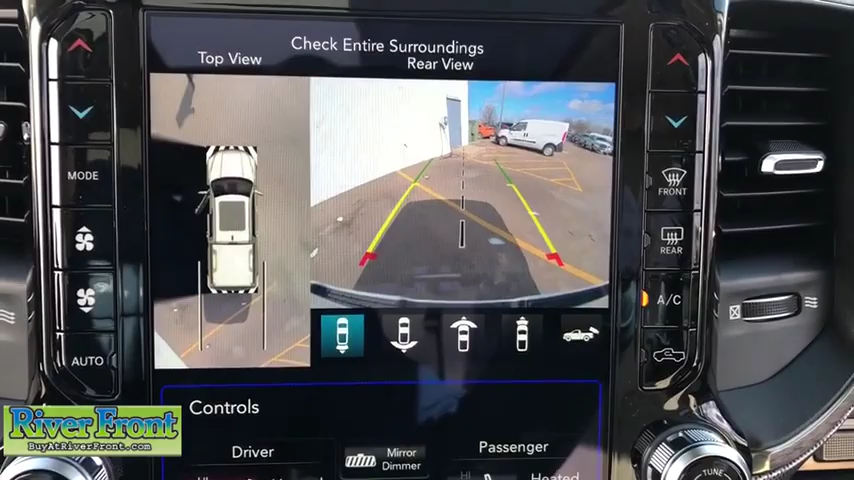 Check Entire Surroundings
Top View
Rear View
MODE
AUTO
FRONT
REAR
A/C
Controls
Driver
Mirror
Dimmer
Passenger
Heated
HI
TUNE
River Front
BuyAtRiverFront.com